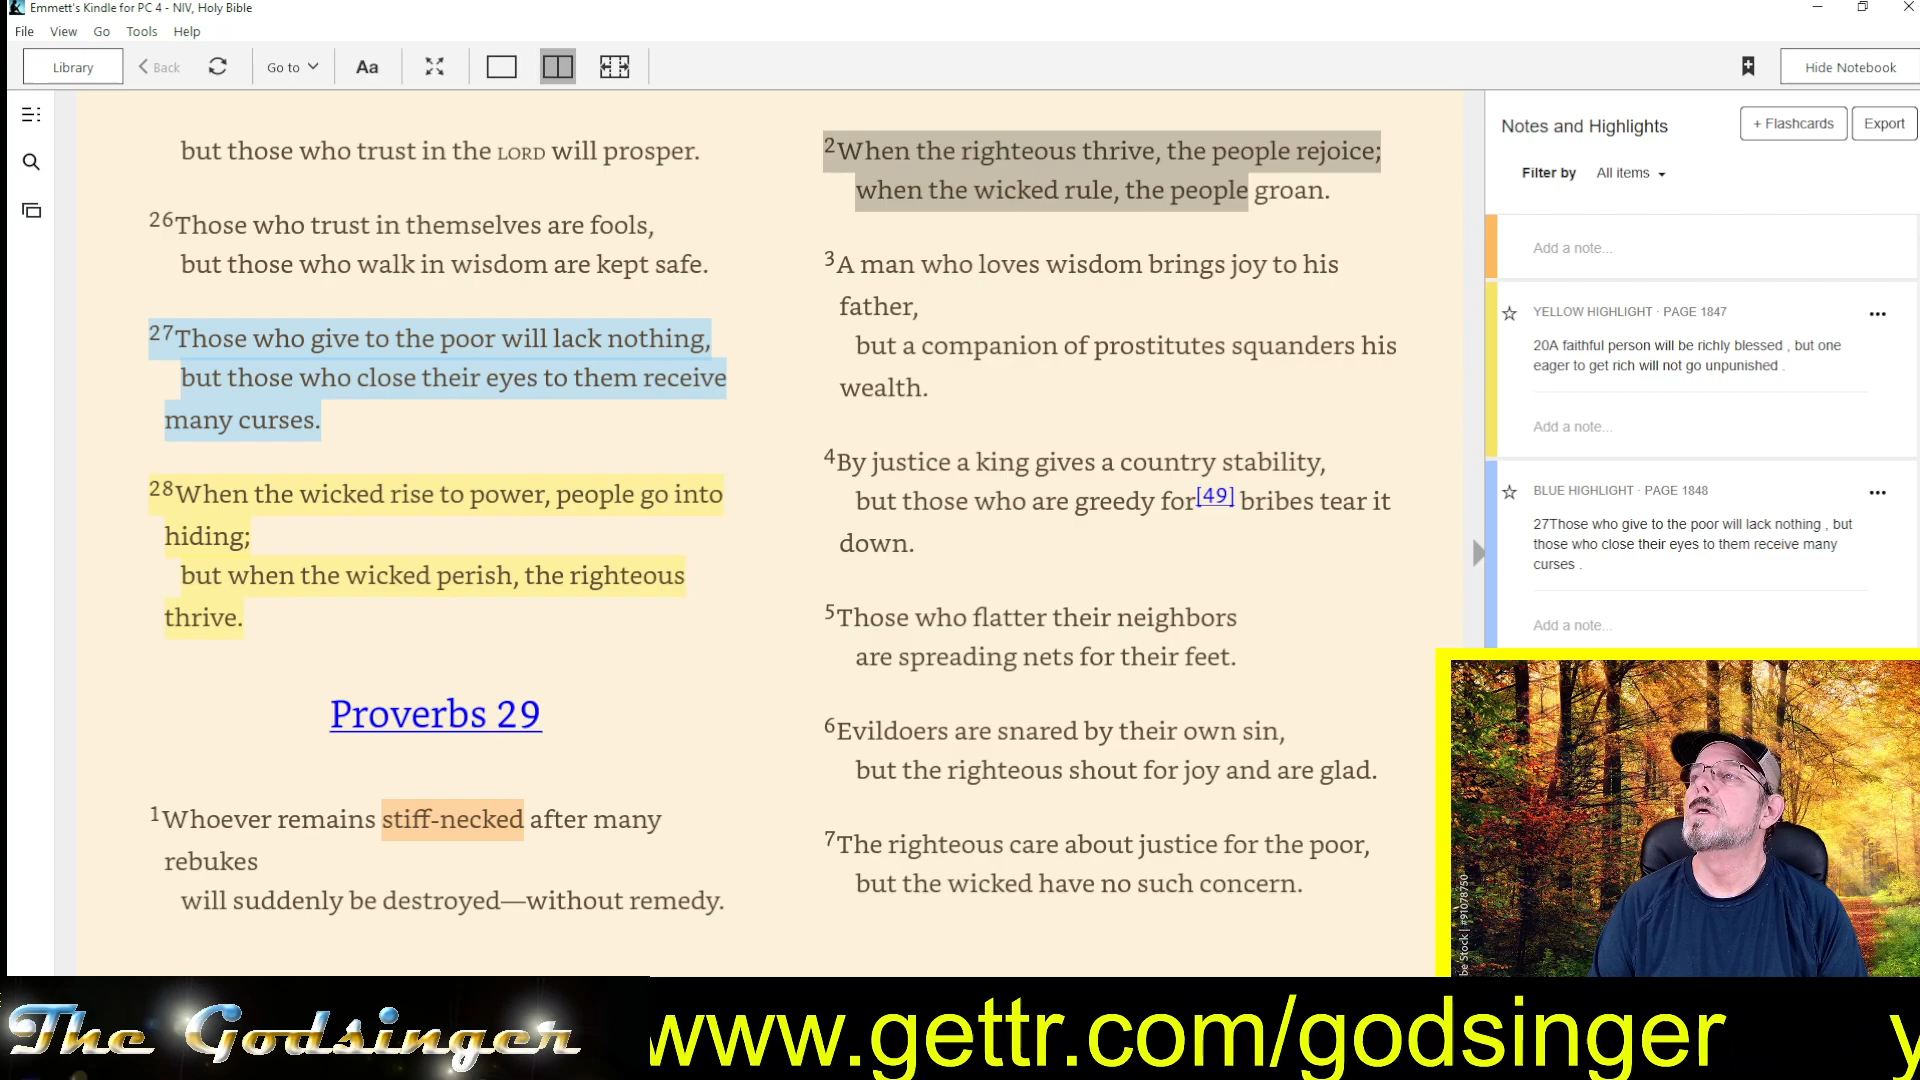 Emmett's Kindle for PC 4 - NIV, Holy Bible
File View Go Tools Help
Library Back Go to Aa Hide Notebook
but those who trust in the LORD will prosper.
26Those who trust in themselves are fools,
but those who walk in wisdom are kept safe.
27Those who give to the poor will lack nothing,
but those who close their eyes to them receive
many curses.
28When the wicked rise to power, people go into
hiding;
but when the wicked perish, the righteous
thrive.
Proverbs 29
1Whoever remains stiff-necked after many
rebukes
will suddenly be destroyed—without remedy.
2When the righteous thrive, the people rejoice;
when the wicked rule, the people groan.
3A man who loves wisdom brings joy to his
father,
but a companion of prostitutes squanders his
wealth.
4By justice a king gives a country stability,
but those who are greedy for[49] bribes tear it
down.
5Those who flatter their neighbors
are spreading nets for their feet.
6Evildoers are snared by their own sin,
but the righteous shout for joy and are glad.
7The righteous care about justice for the poor,
but the wicked have no such concern.
Notes and Highlights + Flashcards Export
Filter by All items
Add a note...
YELLOW HIGHLIGHT · PAGE 1847
20A faithful person will be richly blessed , but one
eager to get rich will not go unpunished .
Add a note...
BLUE HIGHLIGHT · PAGE 1848
27Those who give to the poor will lack nothing , but
those who close their eyes to them receive many
curses .
Add a note...
be Stock | #91078750
The Godsinger
www.gettr.com/godsinger y